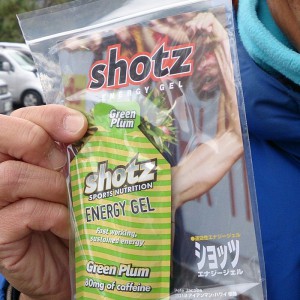 shotz
ENERGY GEL
Green
Plum
shotz
SPORTS NUTRITION
ENERGY GEL
Fast working,
sustained energy.
Green Plum
80mg of caffeine
ショッツ
エナジージェル